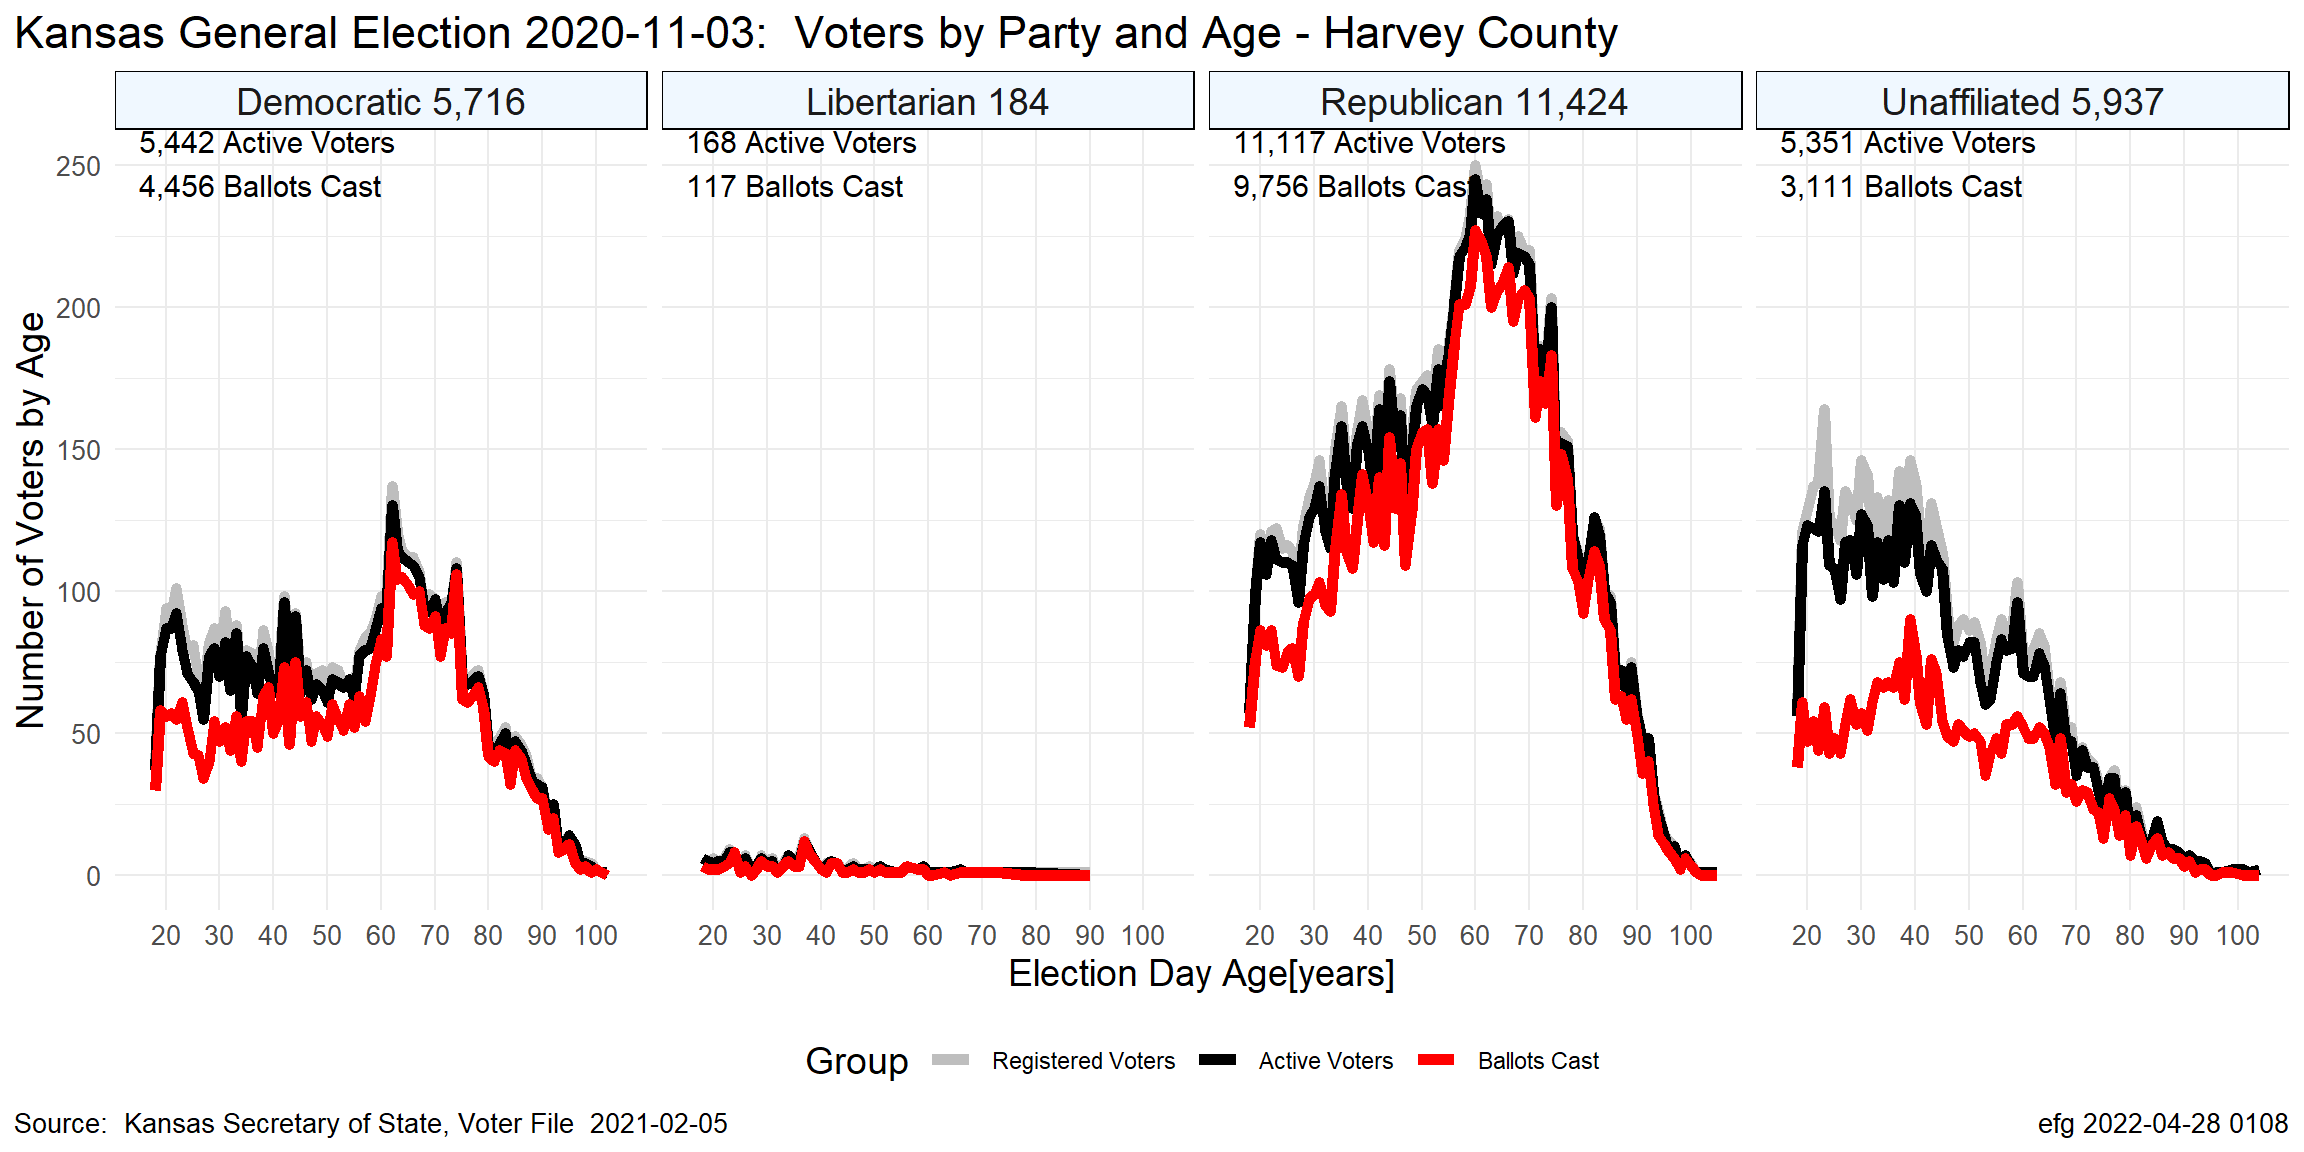 Kansas General Election 2020-11-03:  Voters by Party and Age - Harvey County
Democratic 5,716
Libertarian 184
Republican 11,424
Unaffiliated 5,937
5,442 Active Voters
4,456 Ballots Cast
168 Active Voters
117 Ballots Cast
11,117 Active Voters
9,756 Ballots Cast
5,351 Active Voters
3,111 Ballots Cast
Number of Voters by Age
250
200
150
100
50
0
20 30 40 50 60 70 80 90 100
20 30 40 50 60 70 80 90 100
20 30 40 50 60 70 80 90 100
20 30 40 50 60 70 80 90 100
Election Day Age[years]
Group Registered Voters Active Voters Ballots Cast
Source:  Kansas Secretary of State, Voter File  2021-02-05
efg 2022-04-28 0108